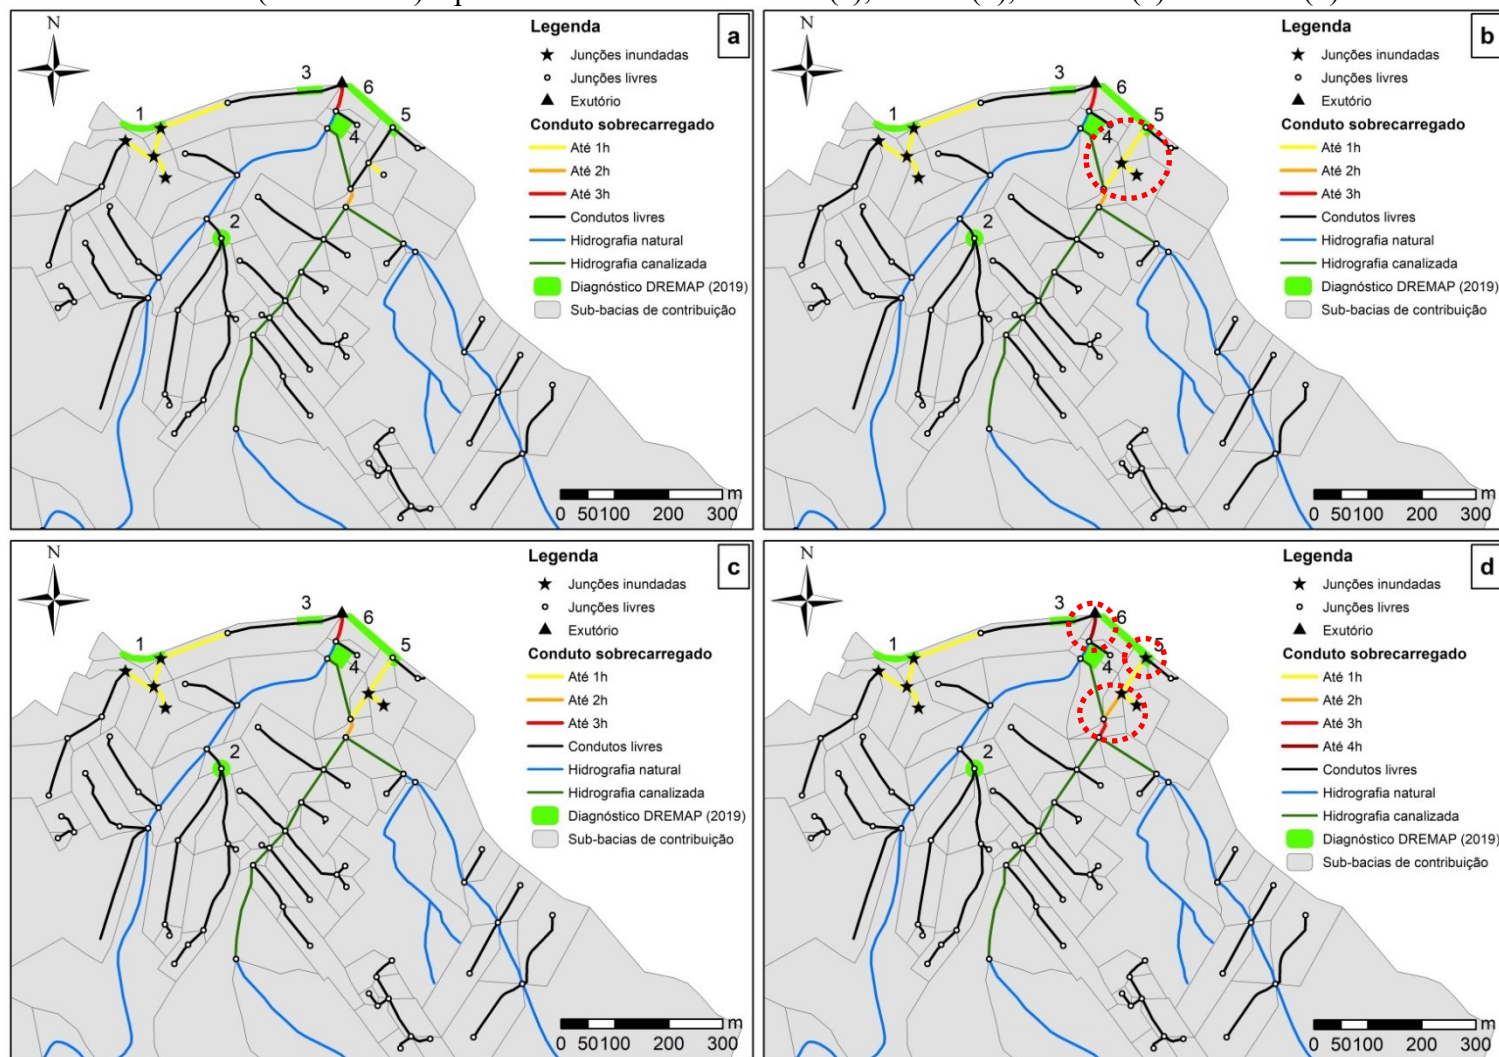 N
Legenda
a
Junções inundadas
Junções livres
Exutório
Conduto sobrecarregado
Até 1h
Até 2h
Até 3h
Condutos livres
Hidrografia natural
Hidrografia canalizada
Diagnóstico DREMAP (2019)
Sub-bacias de contribuição
1
2
3
4
5
6
m
0 50100 200 300
N
Legenda
b
Junções inundadas
Junções livres
Exutório
Conduto sobrecarregado
Até 1h
Até 2h
Até 3h
Condutos livres
Hidrografia natural
Hidrografia canalizada
Diagnóstico DREMAP (2019)
Sub-bacias de contribuição
1
2
3
4
5
6
m
0 50100 200 300
N
Legenda
c
Junções inundadas
Junções livres
Exutório
Conduto sobrecarregado
Até 1h
Até 2h
Até 3h
Condutos livres
Hidrografia natural
Hidrografia canalizada
Diagnóstico DREMAP (2019)
Sub-bacias de contribuição
1
2
3
4
5
6
m
0 50100 200 300
N
Legenda
d
Junções inundadas
Junções livres
Exutório
Conduto sobrecarregado
Até 1h
Até 2h
Até 3h
Até 4h
Condutos livres
Hidrografia natural
Hidrografia canalizada
Diagnóstico DREMAP (2019)
Sub-bacias de contribuição
1
2
3
4
5
6
m
0 50100 200 300